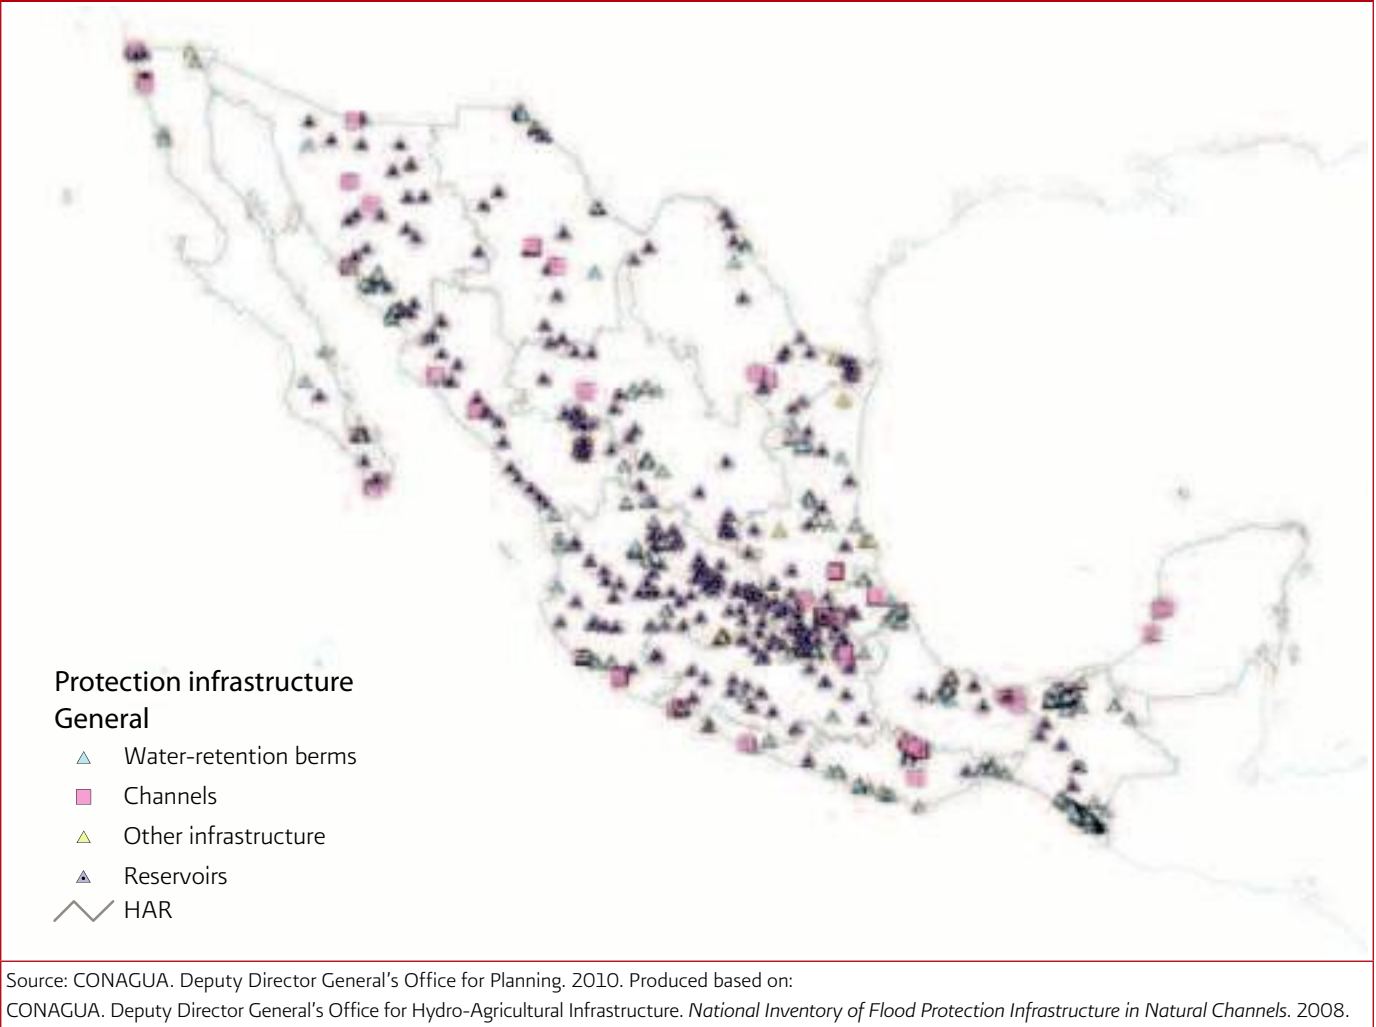 Protection infrastructure
General
Water-retention berms
Channels
Other infrastructure
Reservoirs
HAR
Source: CONAGUA. Deputy Director General’s Office for Planning. 2010. Produced based on:
CONAGUA. Deputy Director General’s Office for Hydro-Agricultural Infrastructure. National Inventory of Flood Protection Infrastructure in Natural Channels. 2008.